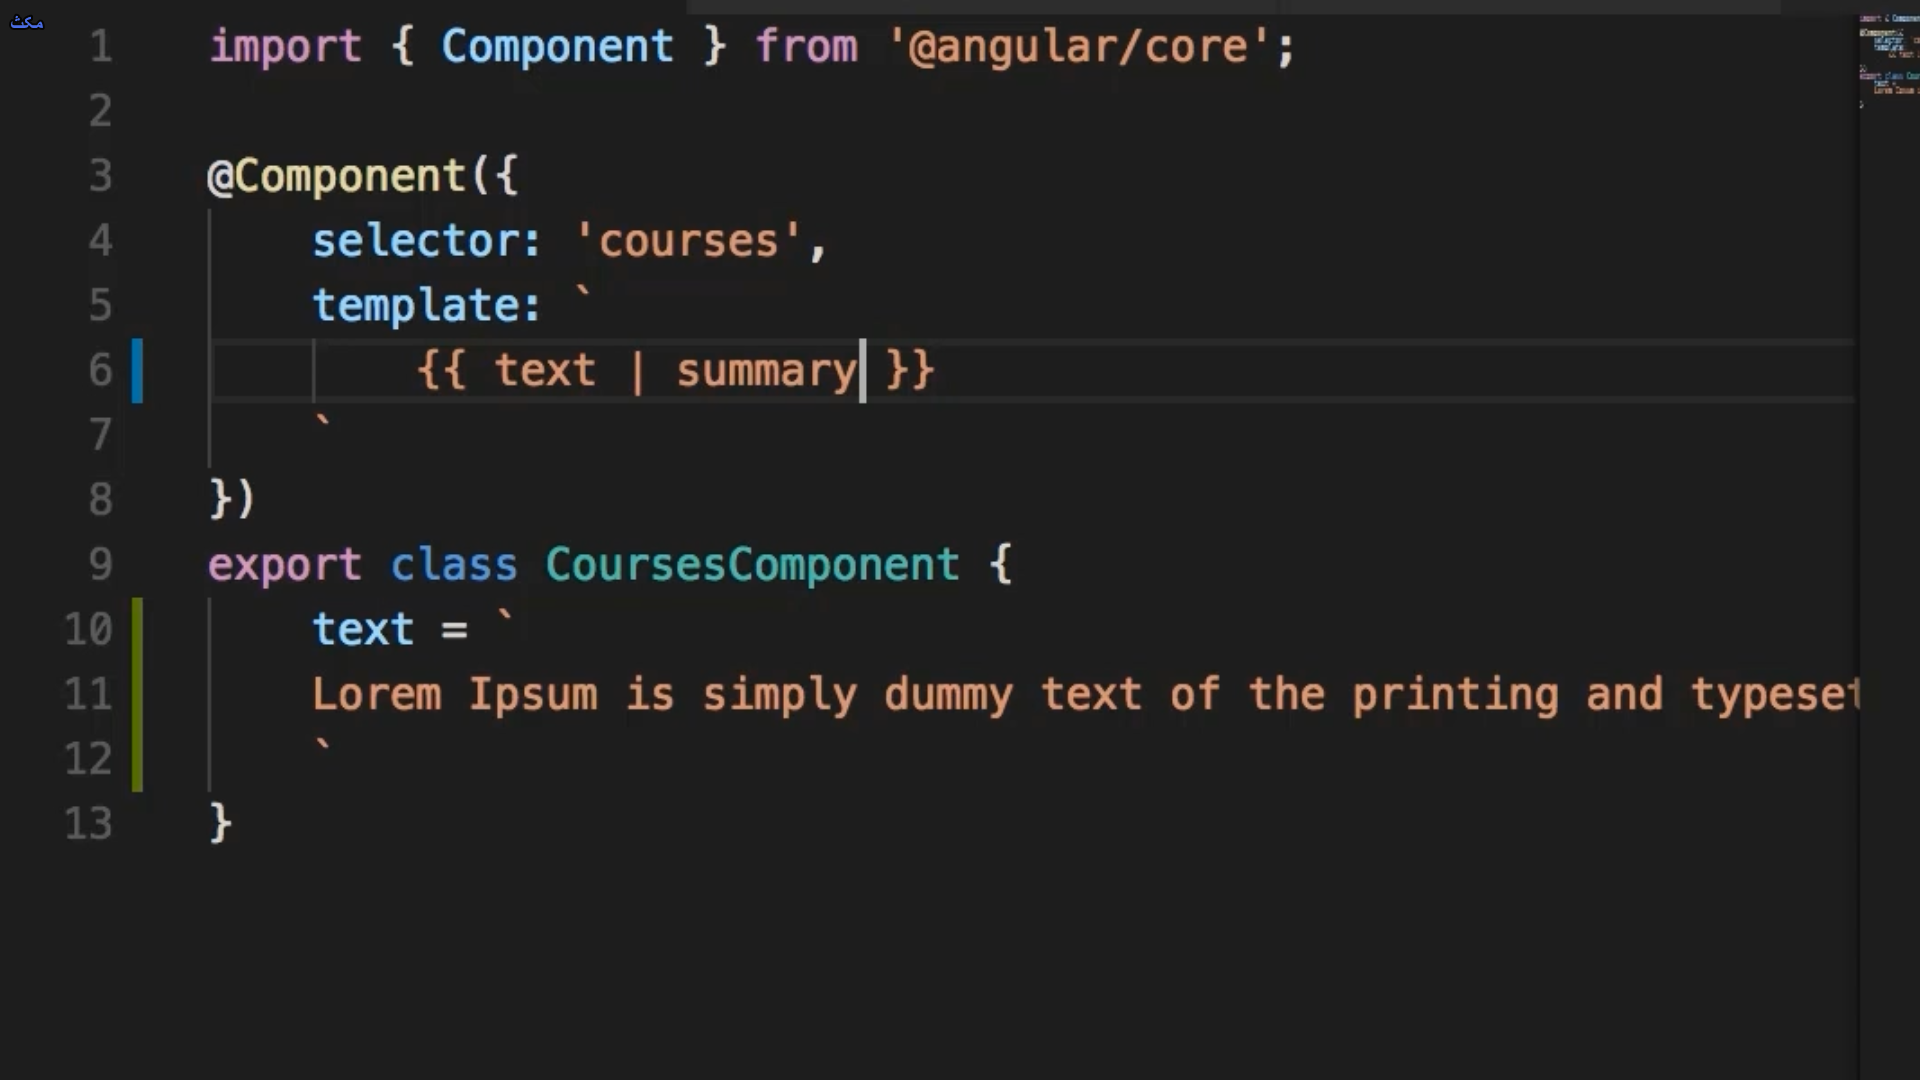 مکث
1 import { Component } from '@angular/core';
2
3 @Component({
4 selector: 'courses',
5 template: `
6 {{ text | summary }}
7 `
8 })
9 export class CoursesComponent {
10 text = `
11 Lorem Ipsum is simply dummy text of the printing and typeset
12 `
13 }